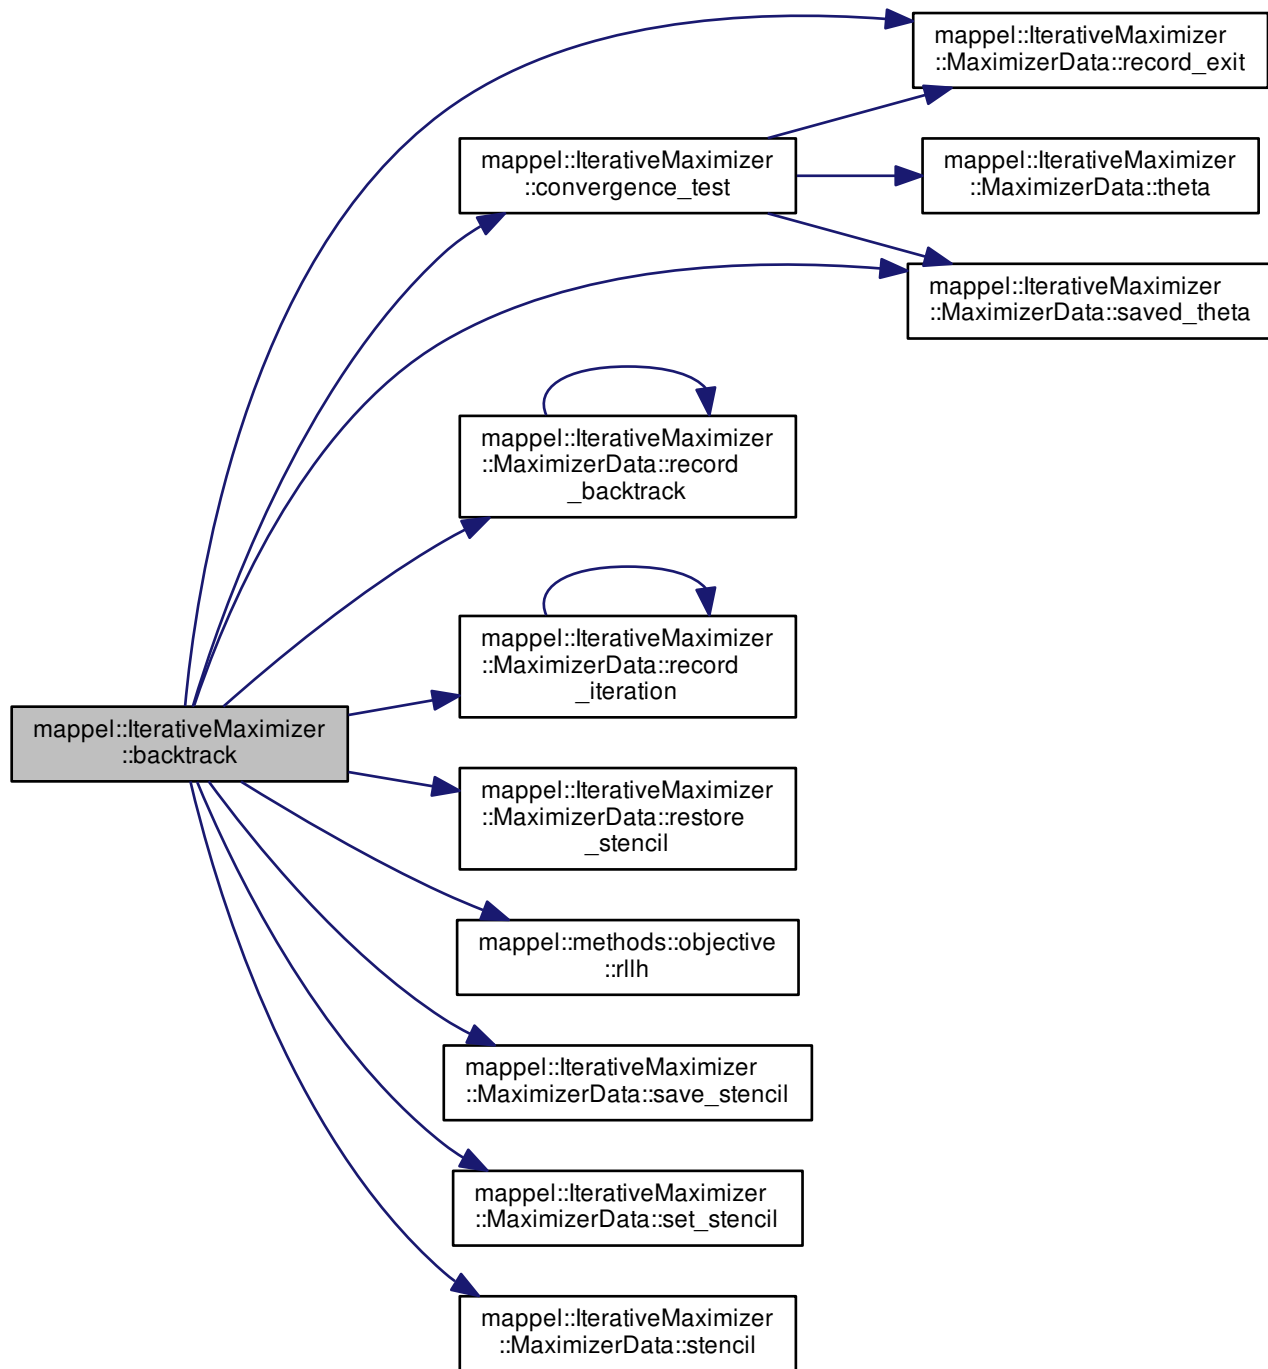 mappel::IterativeMaximizer
::MaximizerData::record_exit
mappel::IterativeMaximizer
::convergence_test
mappel::IterativeMaximizer
::MaximizerData::theta
mappel::IterativeMaximizer
::MaximizerData::saved_theta
mappel::IterativeMaximizer
::MaximizerData::record
_backtrack
mappel::IterativeMaximizer
::MaximizerData::record
_iteration
mappel::IterativeMaximizer
::backtrack
mappel::IterativeMaximizer
::MaximizerData::restore
_stencil
mappel::methods::objective
::rllh
mappel::IterativeMaximizer
::MaximizerData::save_stencil
mappel::IterativeMaximizer
::MaximizerData::set_stencil
mappel::IterativeMaximizer
::MaximizerData::stencil